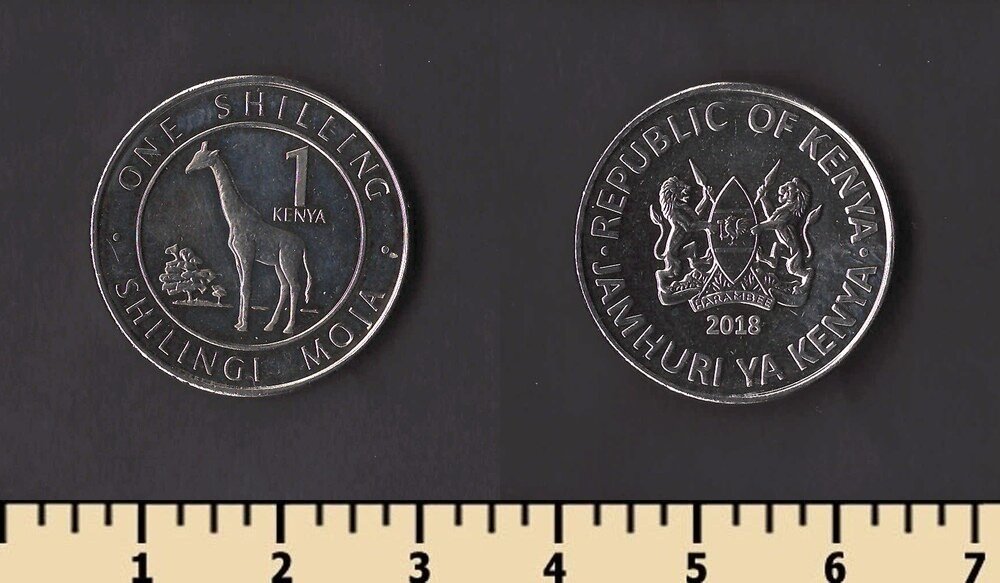 ONE SHILLING
1
KENYA
SHILINGI MOJA
REPUBLIC OF KENYA
HARAMBEE
2018
JAMHURI YA KENYA
1 2 3 4 5 6 7